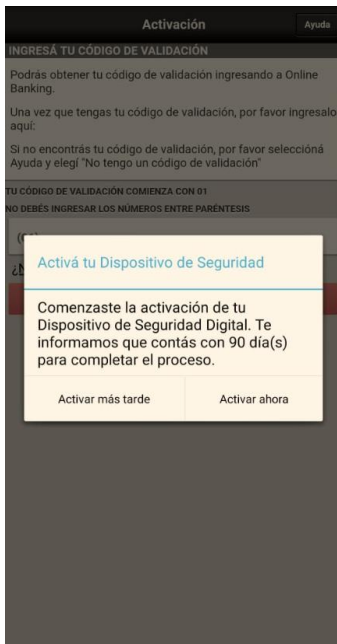 Activación
Ayuda
INGRESÁ TU CÓDIGO DE VALIDACIÓN
Podrás obtener tu código de validación ingresando a Online
Banking.
Una vez que tengas tu código de validación, por favor ingresalo
aquí:
Si no encontrás tu código de validación, por favor seleccióná
Ayuda y elegí "No tengo un código de validación"
TU CÓDIGO DE VALIDACIÓN COMIENZA CON 01
NO DEBÉS INGRESAR LOS NÚMEROS ENTRE PARÉNTESIS
Activá tu Dispositivo de Seguridad
Comenzaste la activación de tu
Dispositivo de Seguridad Digital. Te
informamos que contás con 90 día(s)
para completar el proceso.
Activar más tarde
Activar ahora